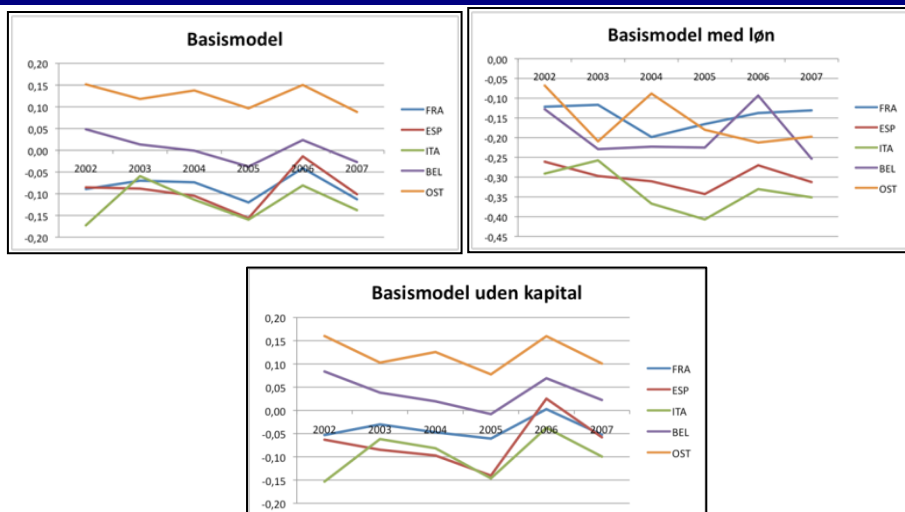 Basismodel
0,20
0,15
0,10
0,05
0,00
-0,05
-0,10
-0,15
-0,20
2002 2003 2004 2005 2006 2007
FRA
ESP
ITA
BEL
OST
Basismodel med løn
0,00
-0,05
-0,10
-0,15
-0,20
-0,25
-0,30
-0,35
-0,40
-0,45
2002 2003 2004 2005 2006 2007
FRA
ESP
ITA
BEL
OST
Basismodel uden kapital
0,20
0,15
0,10
0,05
0,00
-0,05
-0,10
-0,15
-0,20
2002 2003 2004 2005 2006 2007
FRA
ESP
ITA
BEL
OST